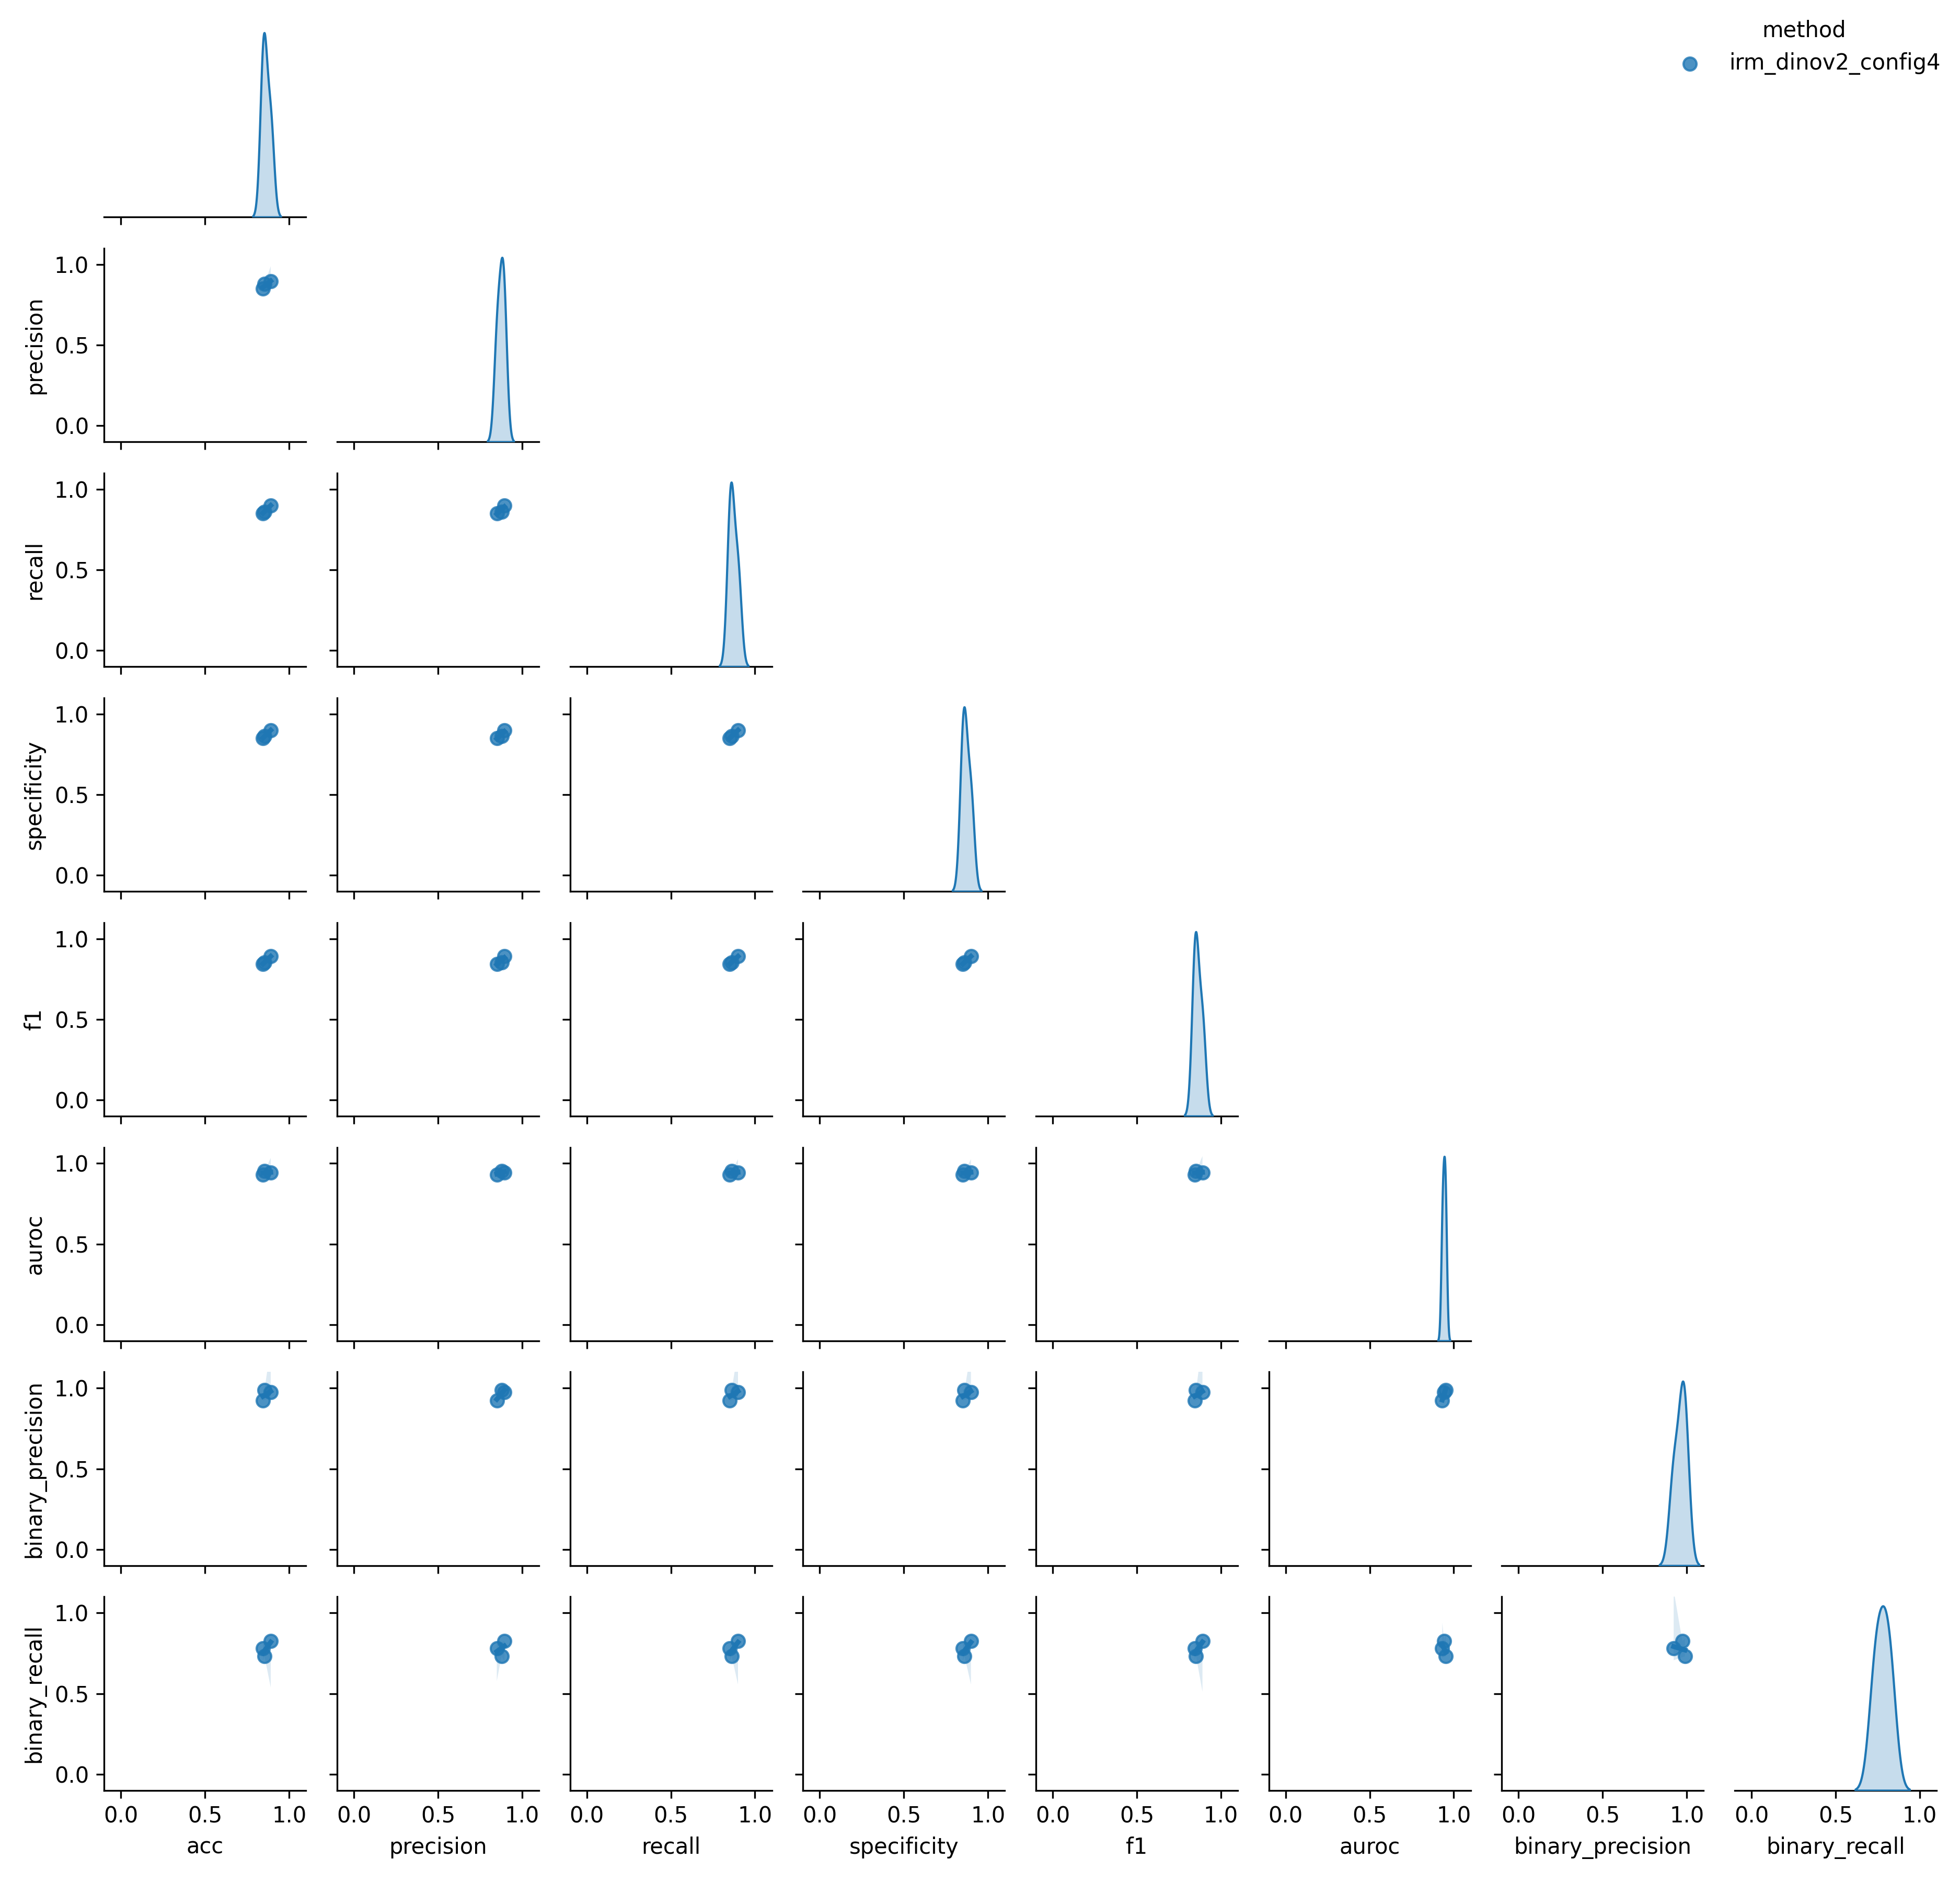 method
irm_dinov2_config4
1.0
precision
0.5
0.0
1.0
recall
0.5
0.0
1.0
specificity
0.5
0.0
1.0
f1
0.5
0.0
1.0
auroc
0.5
0.0
1.0
binary_precision
0.5
0.0
1.0
binary_recall
0.5
0.0
0.0 0.5 1.0 0.0 0.5 1.0 0.0 0.5 1.0 0.0 0.5 1.0 0.0 0.5 1.0 0.0 0.5 1.0 0.0 0.5 1.0 0.0 0.5 1.0
acc precision recall specificity f1 auroc binary_precision binary_recall